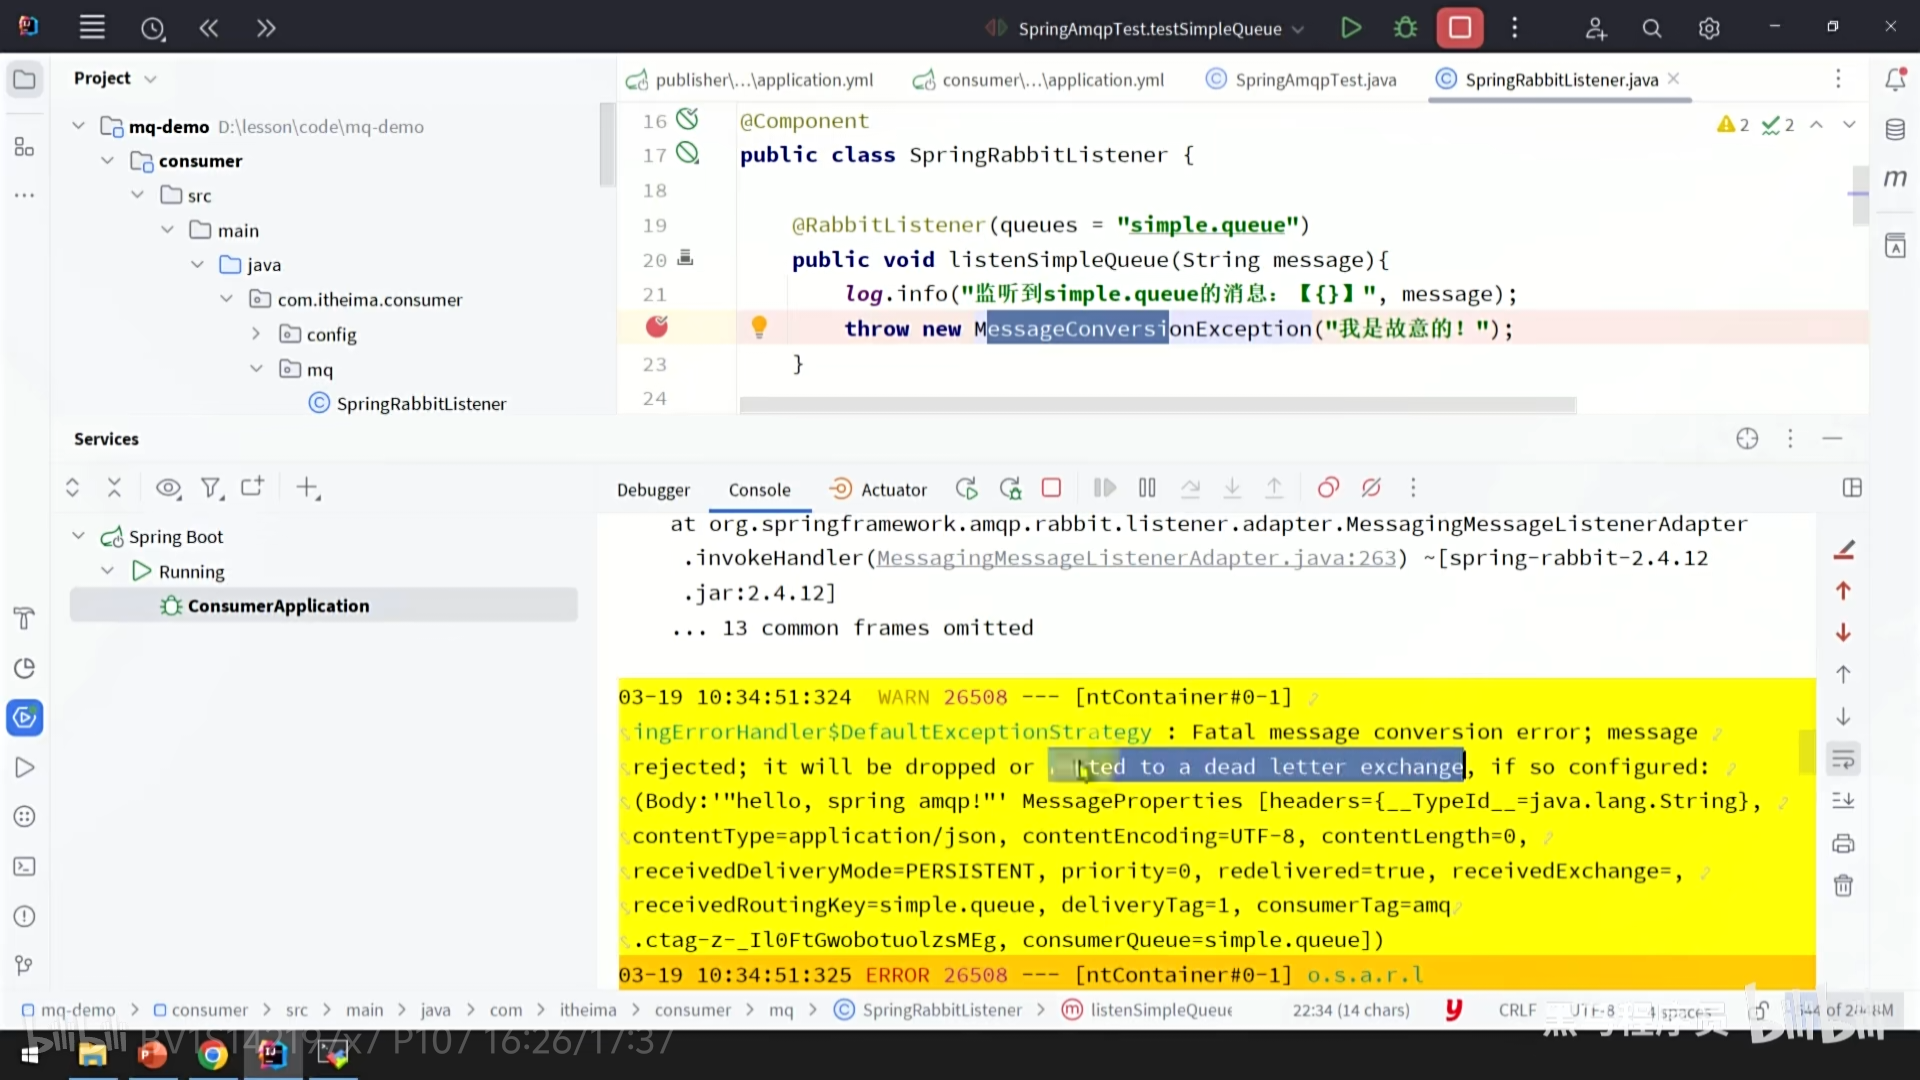 SpringAmqpTest.testSimpleQueue
Project
publisher\...\application.yml
consumer\...\application.yml
SpringAmqpTest.java
SpringRabbitListener.java
mq-demo D:\lesson\code\mq-demo
consumer
src
main
java
com.itheima.consumer
config
mq
SpringRabbitListener
2 2
16 @Component
17 public class SpringRabbitListener {
18
19 @RabbitListener(queues = "simple.queue")
20 public void listenSimpleQueue(String message){
21 log.info("监听到simple.queue的消息：【{}】", message);
throw new MessageConversionException("我是故意的！");
23 }
24
Services
Debugger
Console
Actuator
Spring Boot
Running
ConsumerApplication
at org.springframework.amqp.rabbit.listener.adapter.MessagingMessageListenerAdapter
.invokeHandler(MessagingMessageListenerAdapter.java:263) ~[spring-rabbit-2.4.12
.jar:2.4.12]
... 13 common frames omitted
03-19 10:34:51:324 WARN 26508 --- [ntContainer#0-1]
ingErrorHandler$DefaultExceptionStrategy : Fatal message conversion error; message
rejected; it will be dropped or to a dead letter exchange, if so configured:
(Body:'"hello, spring amqp!"' MessageProperties [headers={__TypeId__=java.lang.String},
contentType=application/json, contentEncoding=UTF-8, contentLength=0,
receivedDeliveryMode=PERSISTENT, priority=0, redelivered=true, receivedExchange=,
receivedRoutingKey=simple.queue, deliveryTag=1, consumerTag=amq
.ctag-z-_Il0FtGwobotuolzsMEg, consumerQueue=simple.queue])
03-19 10:34:51:325 ERROR 26508 --- [ntContainer#0-1] o.s.a.r.l
mq-demo > consumer > src > main > java > com > itheima > consumer > mq > SpringRabbitListener > listenSimpleQueue
22:34 (14 chars)
CRLF
UTF-8
4 spaces
黑马程序员
bilibili
P107 16:26/17:37